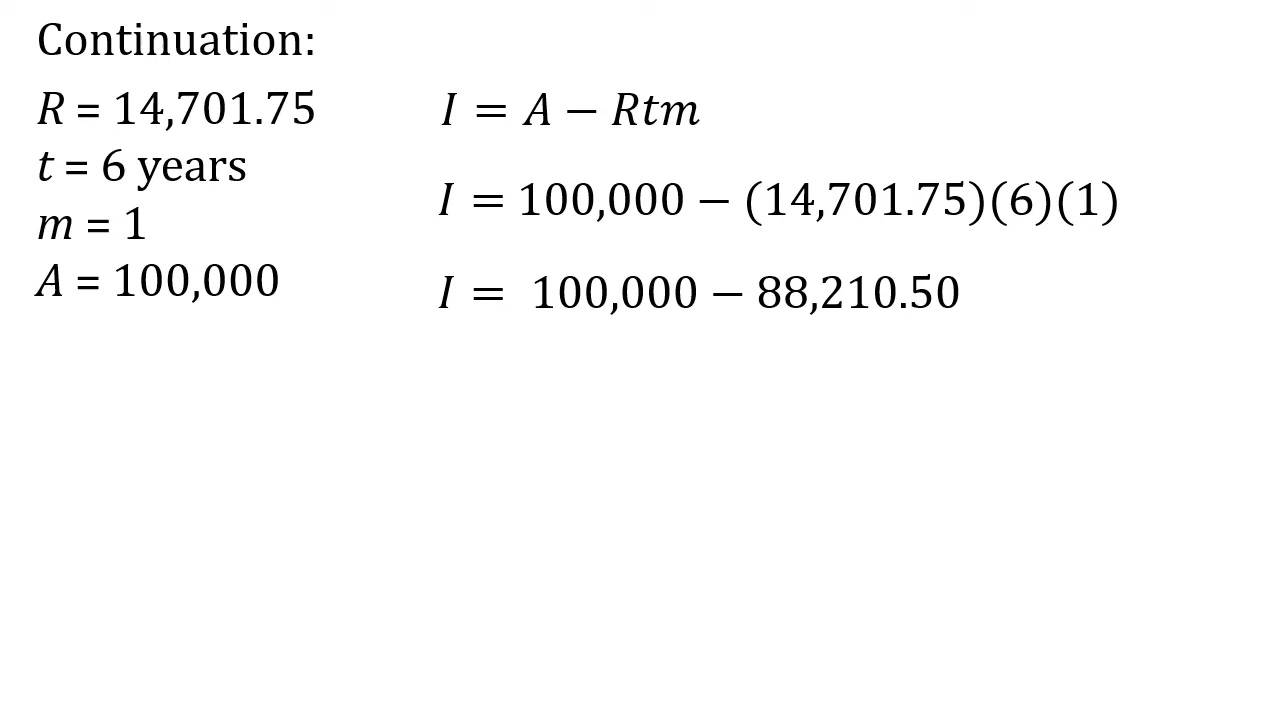 Continuation:
R = 14,701.75
t = 6 years
m = 1
A = 100,000
I = A − Rtm
I = 100,000 − (14,701.75)(6)(1)
I = 100,000 − 88,210.50